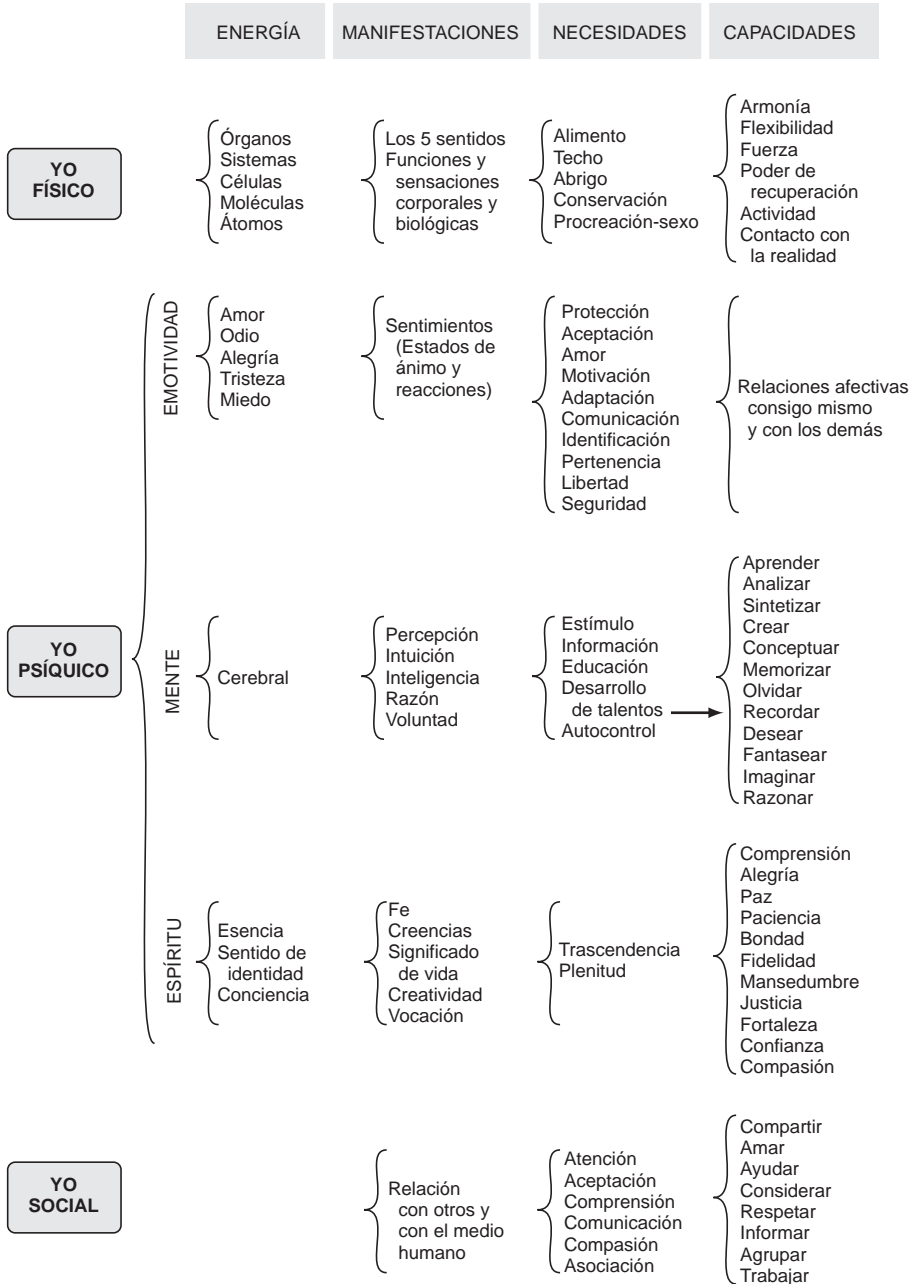 ENERGÍA
MANIFESTACIONES
NECESIDADES
CAPACIDADES
YO
FÍSICO
Órganos
Sistemas
Células
Moléculas
Átomos
Los 5 sentidos
Funciones y
sensaciones
corporales y
biológicas
Alimento
Techo
Abrigo
Conservación
Procreación-sexo
Armonía
Flexibilidad
Fuerza
Poder de
recuperación
Actividad
Contacto con
la realidad
YO
PSÍQUICO
EMOTIVIDAD
Amor
Odio
Alegría
Tristeza
Miedo
Sentimientos
(Estados de
ánimo y
reacciones)
Protección
Aceptación
Amor
Motivación
Adaptación
Comunicación
Identificación
Pertenencia
Libertad
Seguridad
Relaciones afectivas
consigo mismo
y con los demás
MENTE
Cerebral
Percepción
Intuición
Inteligencia
Razón
Voluntad
Estímulo
Información
Educación
Desarrollo
de talentos
Autocontrol
Aprender
Analizar
Sintetizar
Crear
Conceptuar
Memorizar
Olvidar
Recordar
Desear
Fantasear
Imaginar
Razonar
ESPÍRITU
Esencia
Sentido de
identidad
Conciencia
Fe
Creencias
Significado
de vida
Creatividad
Vocación
Trascendencia
Plenitud
Comprensión
Alegría
Paz
Paciencia
Bondad
Fidelidad
Mansedumbre
Justicia
Fortaleza
Confianza
Compasión
YO
SOCIAL
Relación
con otros y
con el medio
humano
Atención
Aceptación
Comprensión
Comunicación
Compasión
Asociación
Compartir
Amar
Ayudar
Considerar
Respetar
Informar
Agrupar
Trabajar